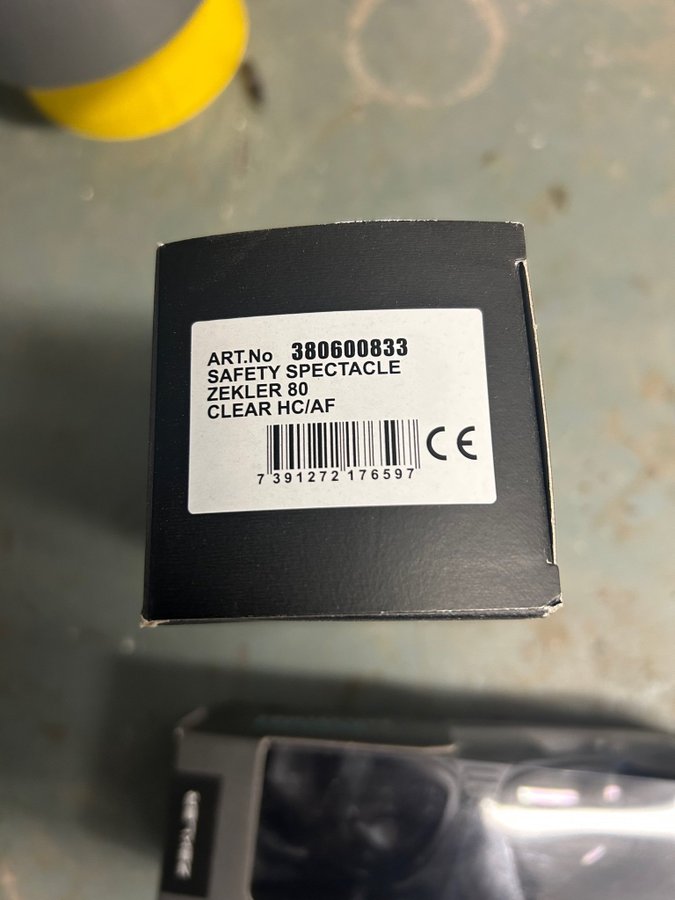 ART.No 380600833
SAFETY SPECTACLE
ZEKLER 80
CLEAR HC/AF
CE
7 391272 176597